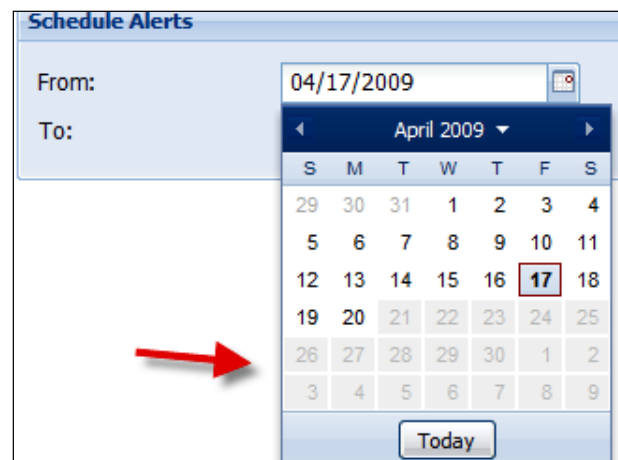 Schedule Alerts
From: 04/17/2009
To:
April 2009
S M T W T F S
29 30 31 1 2 3 4
5 6 7 8 9 10 11
12 13 14 15 16 17 18
19 20 21 22 23 24 25
26 27 28 29 30 1 2
3 4 5 6 7 8 9
Today